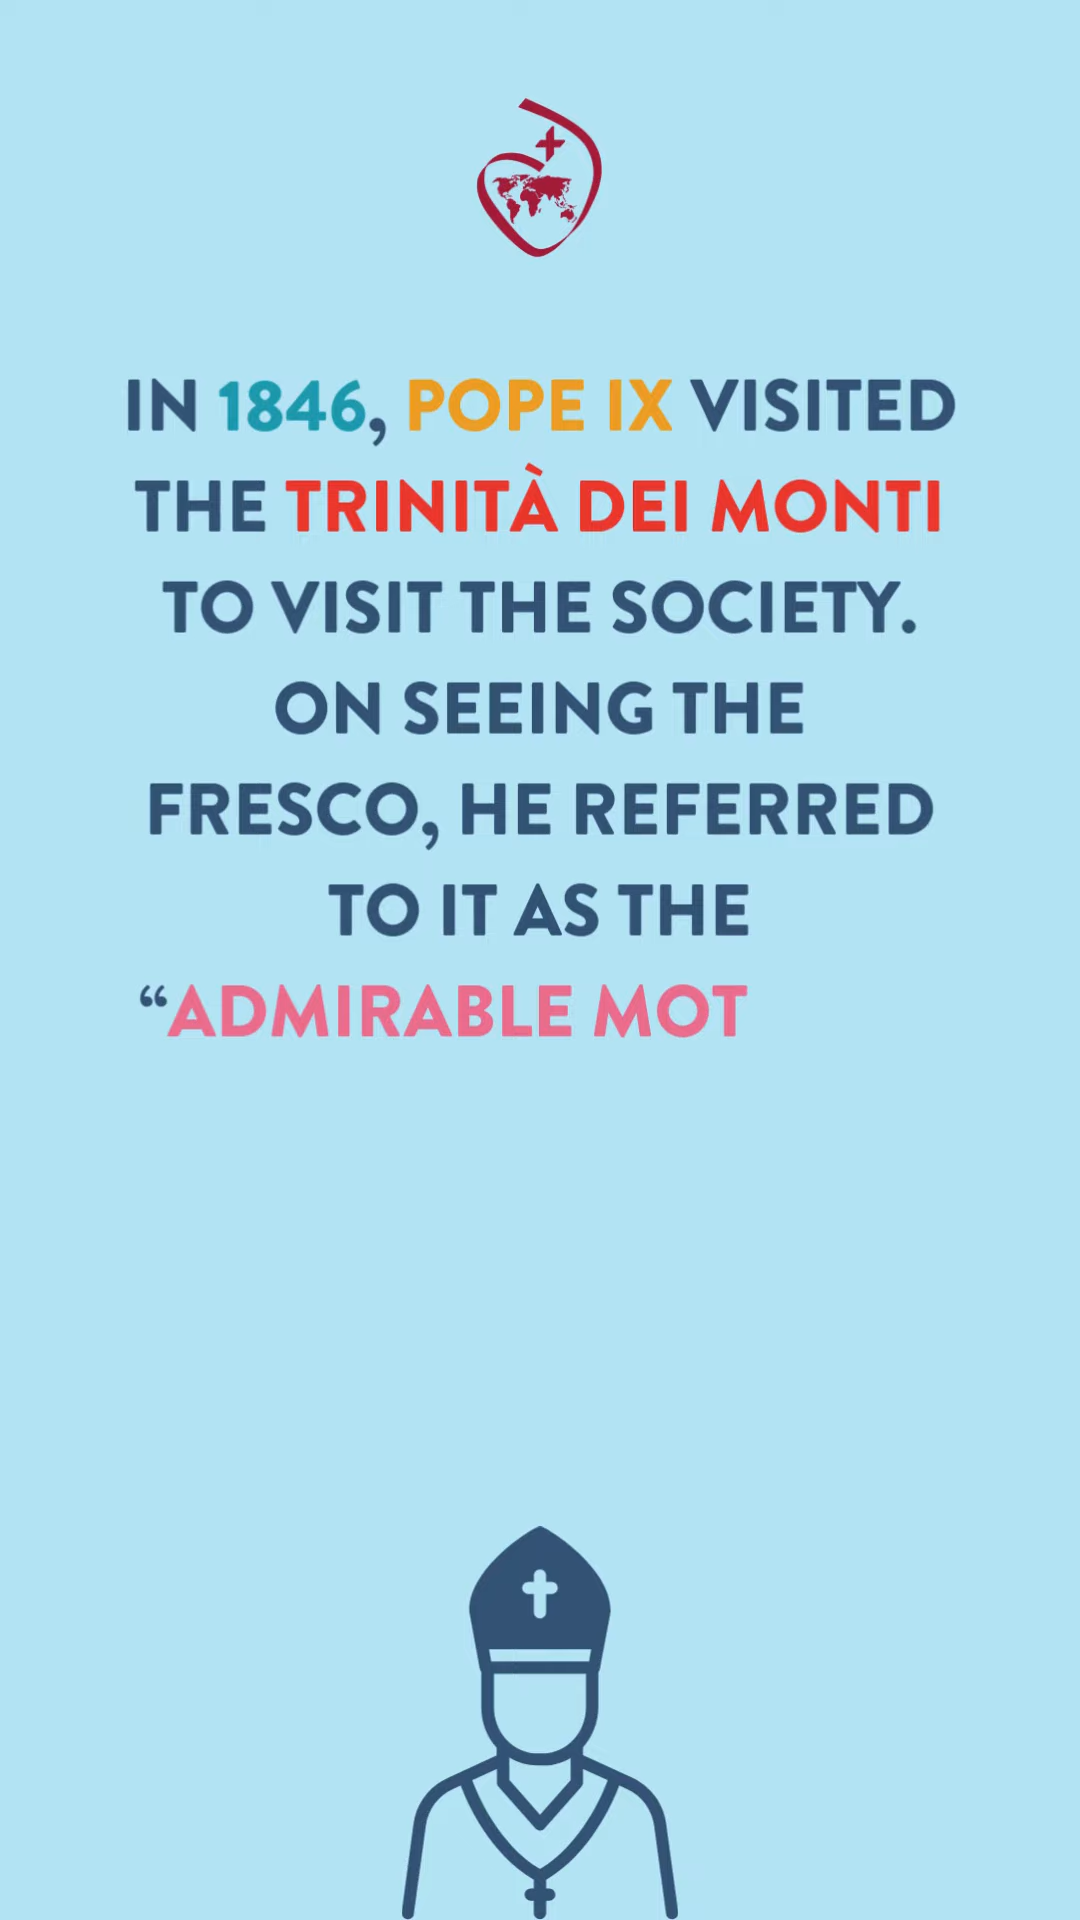 IN 1846, POPE IX VISITED
THE TRINITÀ DEI MONTI
TO VISIT THE SOCIETY.
ON SEEING THE
FRESCO, HE REFERRED
TO IT AS THE
“ADMIRABLE MOT